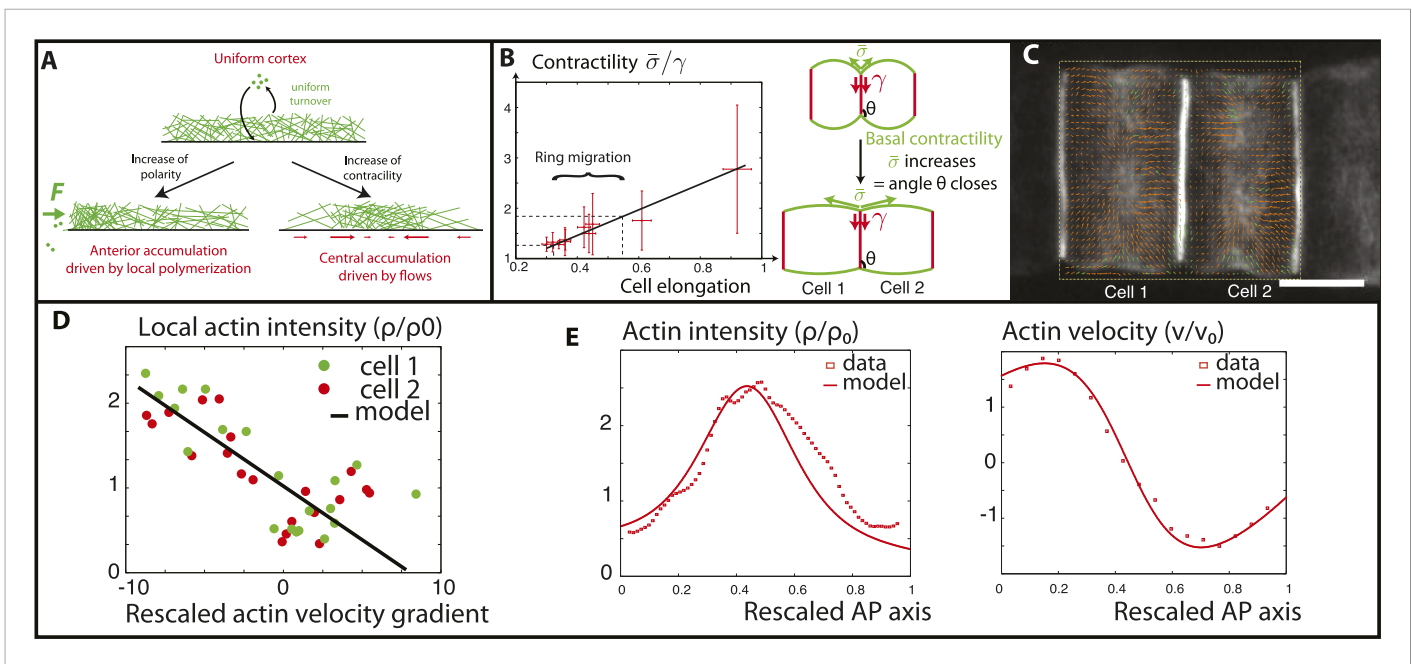 A
Uniform cortex
uniform
turnover
Increase of
polarity
Increase of
contracility
F
Anterior accumulation
driven by local polymerization
Central accumulation
driven by flows
B
Contractility σ̄/γ
4
3
2
1
Ring migration
0.2
0.4
0.6
0.8
1
Cell elongation
σ̄
γ
θ
Basal contractility
σ̄ increases
= angle θ closes
σ̄
γ
θ
Cell 1
Cell 2
C
Cell 1
Cell 2
D
Local actin intensity (ρ/ρ0)
cell 1
cell 2
model
2
1
0
-10
0
10
Rescaled actin velocity gradient
E
Actin intensity (ρ/ρ₀)
data
model
2
1
0
0
0.2
0.4
0.6
0.8
1
Rescaled AP axis
Actin velocity (v/v₀)
data
model
1
0
-1
0
0.2
0.4
0.6
0.8
1
Rescaled AP axis